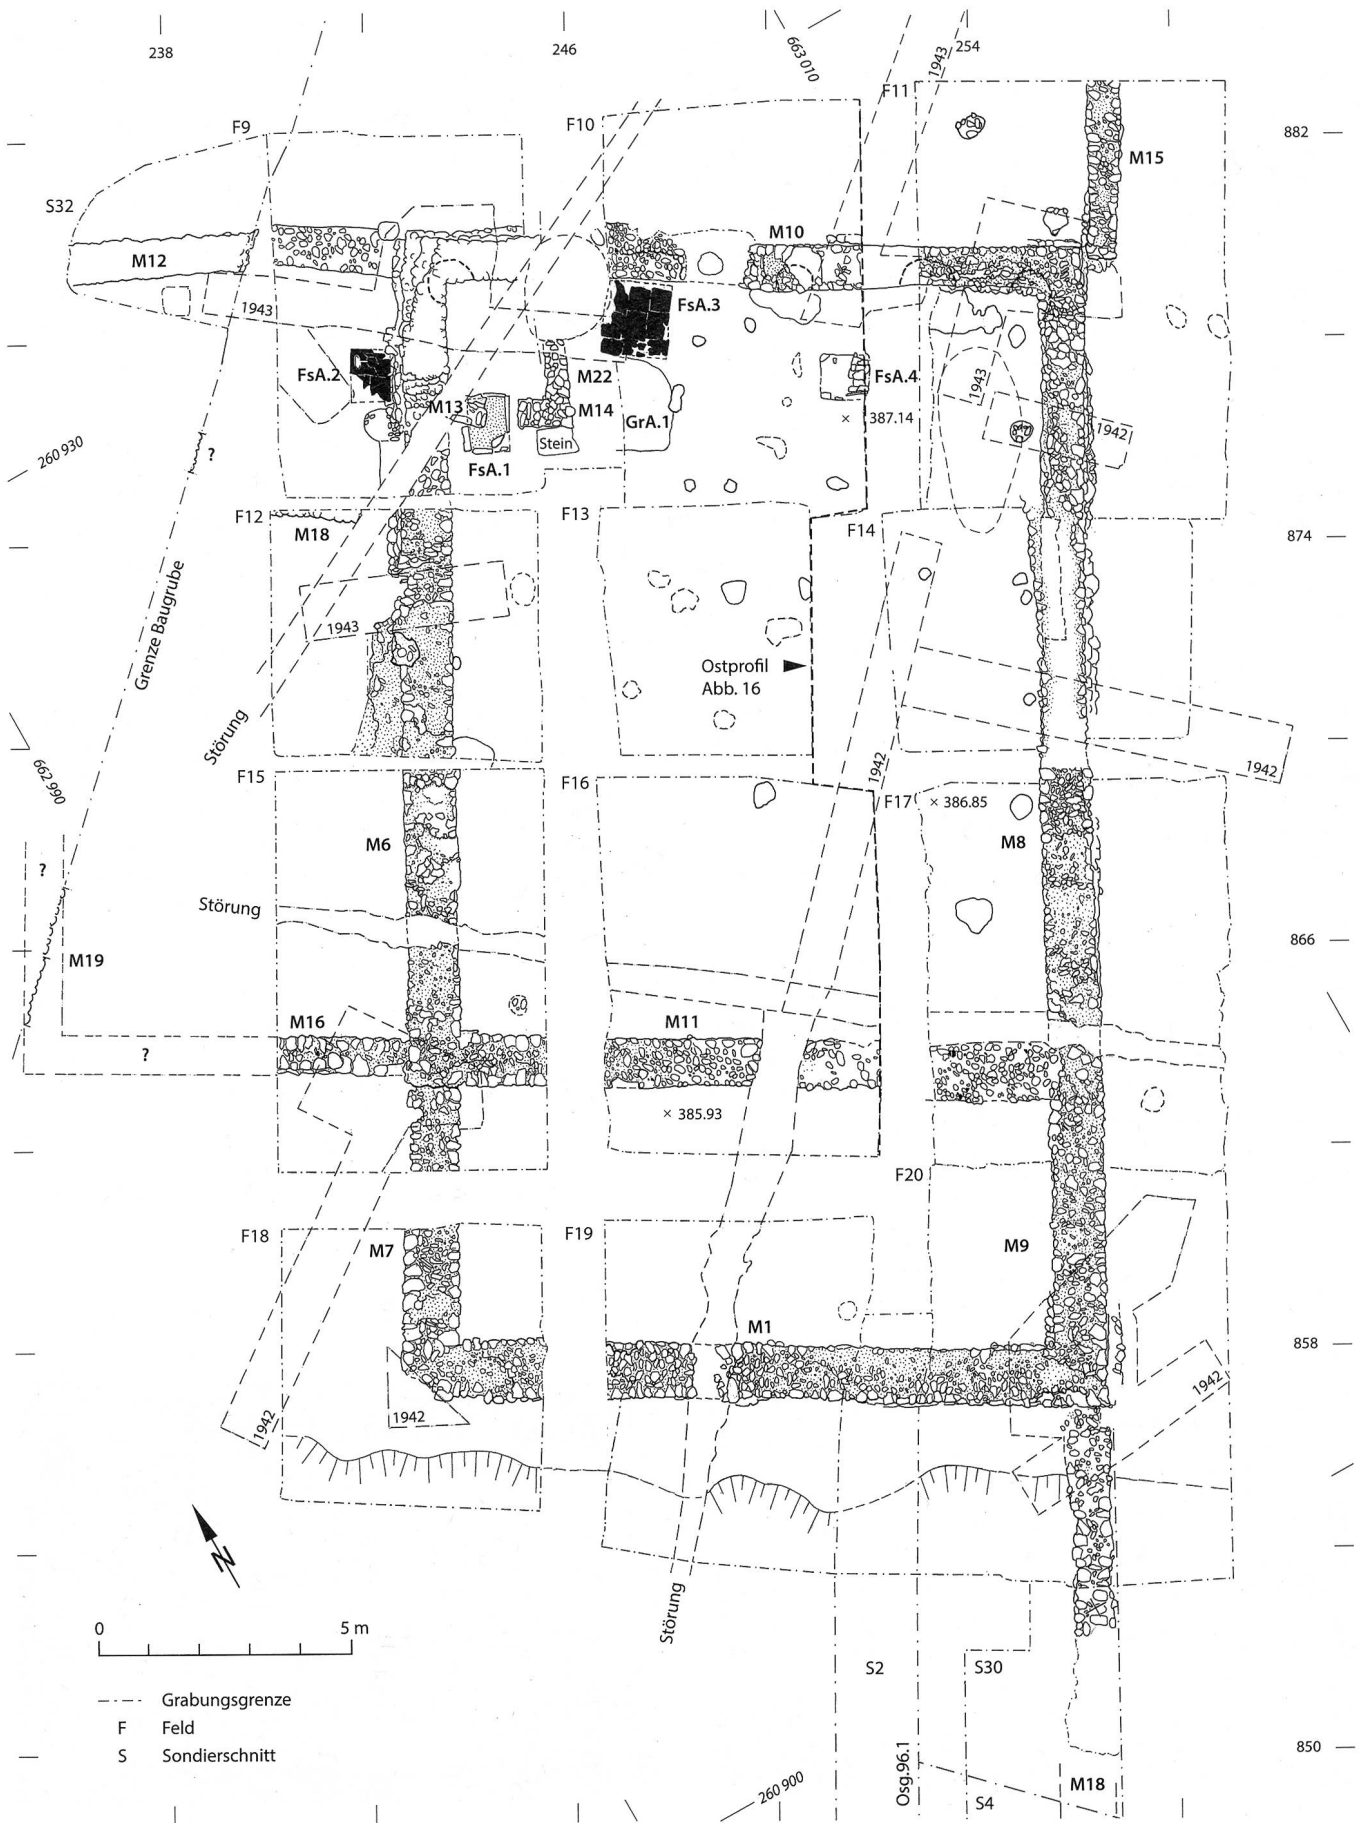 238
246
254
663 010
1943
F11
F9
F10
882
M15
S32
M10
M12
1943
FsA.3
FsA.2
M22
FsA.4
1943
M13
M14
GrA.1
387.14
1942
Stein
260 930
?
FsA.1
F12
M18
F13
F14
874
Grenze Baugrube
1943
Ostprofil
Abb. 16
Störung
1942
1942
662 990
F15
F16
F17
386.85
M6
M8
?
Störung
866
M19
M16
M11
?
385.93
F20
F18
M7
F19
M9
M1
858
1942
1942
1942
N
Störung
0
5 m
S2
S30
Grabungsgrenze
F Feld
S Sondierschnitt
850
Osg.96.1
M18
260 900
S4